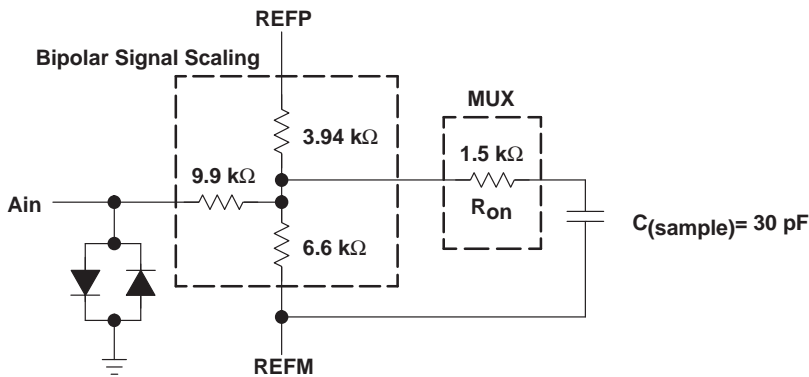 REFP
Bipolar Signal Scaling
MUX
3.94 kΩ
1.5 kΩ
9.9 kΩ
Ain
Ron
C(sample)= 30 pF
6.6 kΩ
REFM